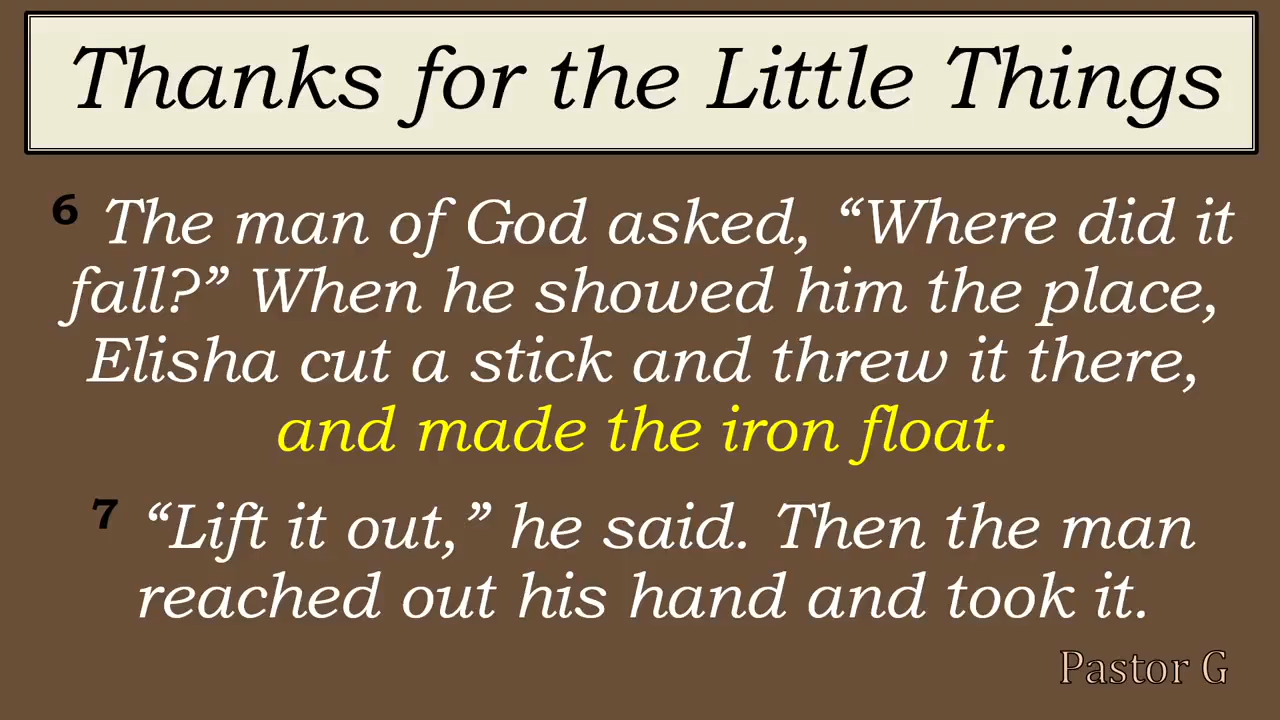 Thanks for the Little Things
6 The man of God asked, “Where did it
fall?” When he showed him the place,
Elisha cut a stick and threw it there,
and made the iron float.
7 “Lift it out,” he said. Then the man
reached out his hand and took it.
Pastor G